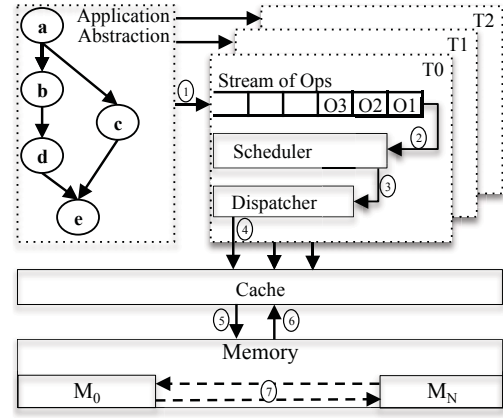 Application
Abstraction
T2
T1
T0
a
b
c
d
e
①
Stream of Ops
O3 O2 O1
②
Scheduler
③
Dispatcher
④
Cache
⑤ ⑥
Memory
M₀ ⑦ M_N